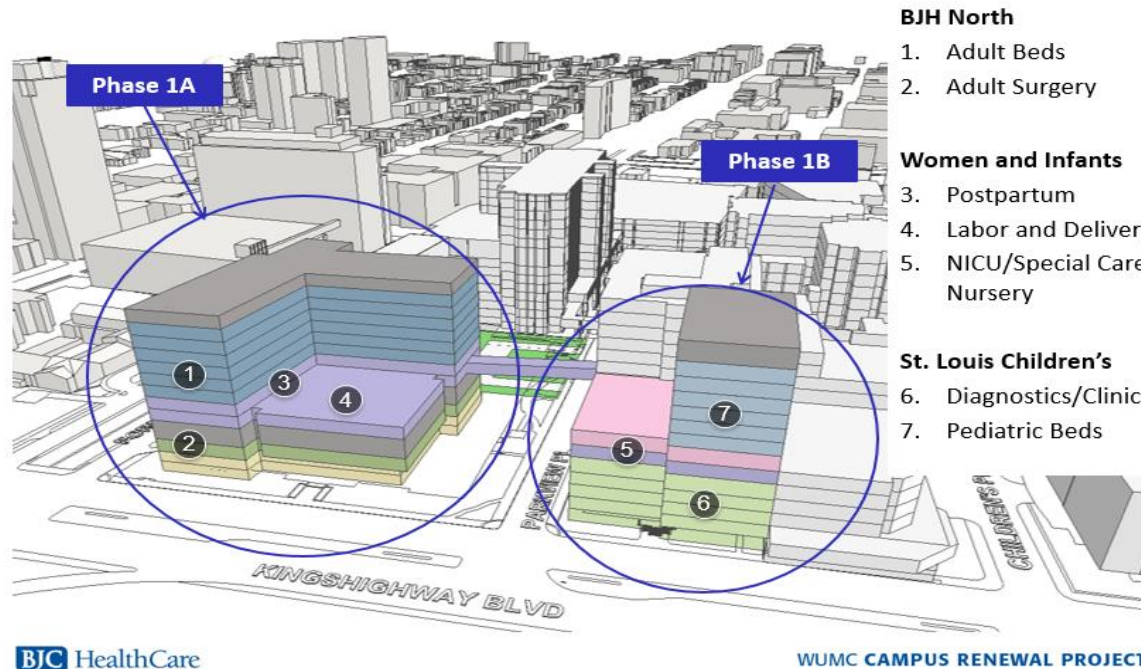 BJH North
1. Adult Beds
2. Adult Surgery
Women and Infants
3. Postpartum
4. Labor and Deliver
5. NICU/Special Care
Nursery
St. Louis Children's
6. Diagnostics/Clinic
7. Pediatric Beds
Phase 1A
Phase 1B
1
3
4
2
7
5
6
PARKVIEW
CHILDREN'S
KINGSHIGHWAY BLVD
BJC HealthCare
WUMC CAMPUS RENEWAL PROJECT